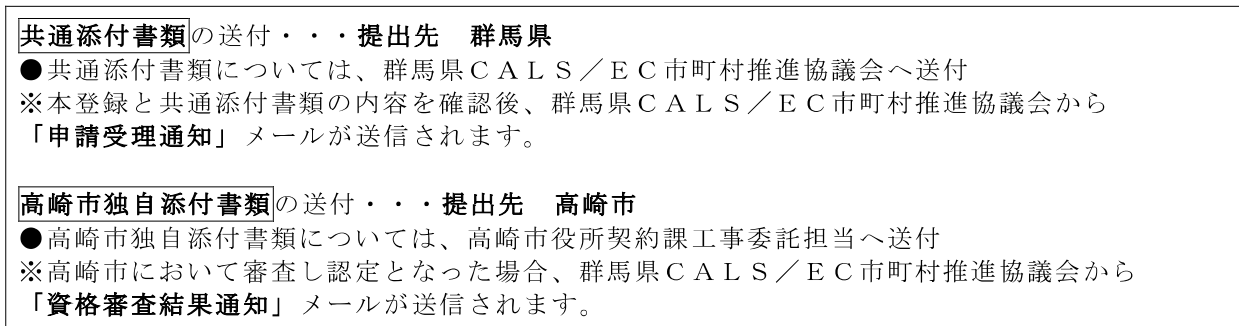 共通添付書類の送付・・・提出先　群馬県
●共通添付書類については、群馬県ＣＡＬＳ／ＥＣ市町村推進協議会へ送付
※本登録と共通添付書類の内容を確認後、群馬県ＣＡＬＳ／ＥＣ市町村推進協議会から
「申請受理通知」メールが送信されます。
高崎市独自添付書類の送付・・・提出先　高崎市
●高崎市独自添付書類については、高崎市役所契約課工事委託担当へ送付
※高崎市において審査し認定となった場合、群馬県ＣＡＬＳ／ＥＣ市町村推進協議会から
「資格審査結果通知」メールが送信されます。